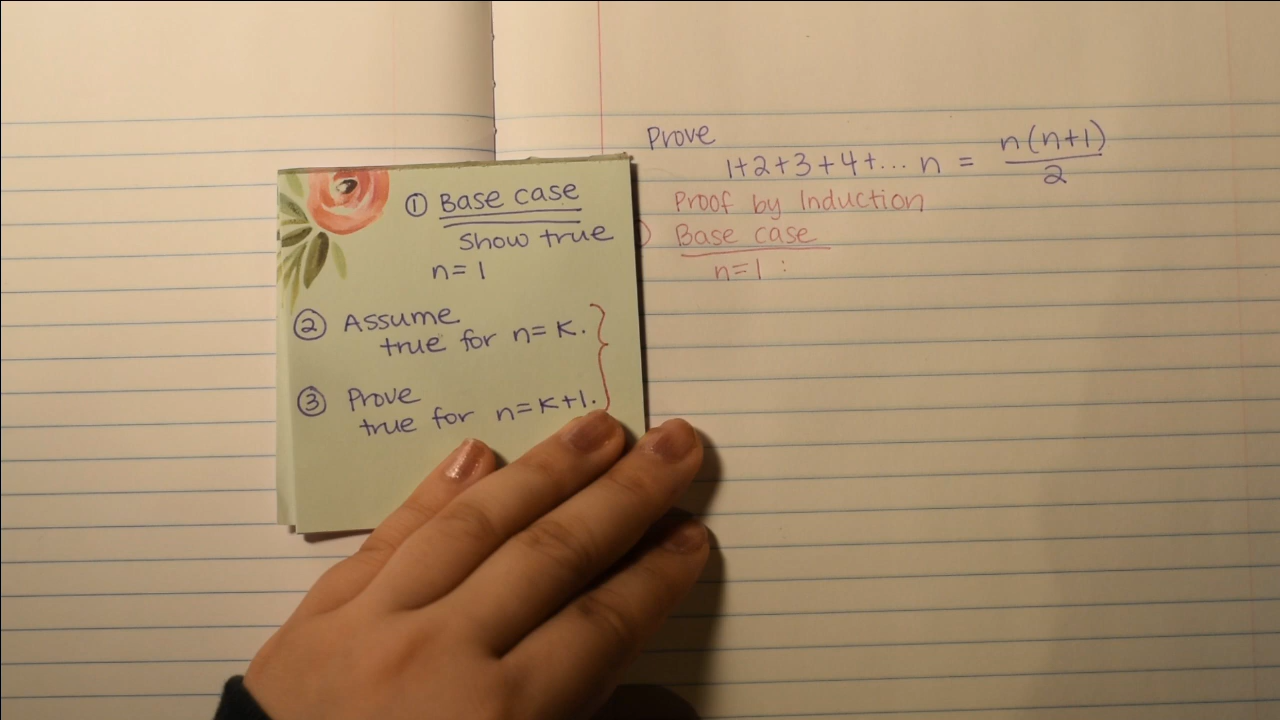 ① Base case
show true
n= 1
② Assume
true for n= K.
③ Prove
true for n=K+1.
Prove
1+2+3+4+... n = n(n+1)/2
Proof by Induction
) Base case
n=1 :